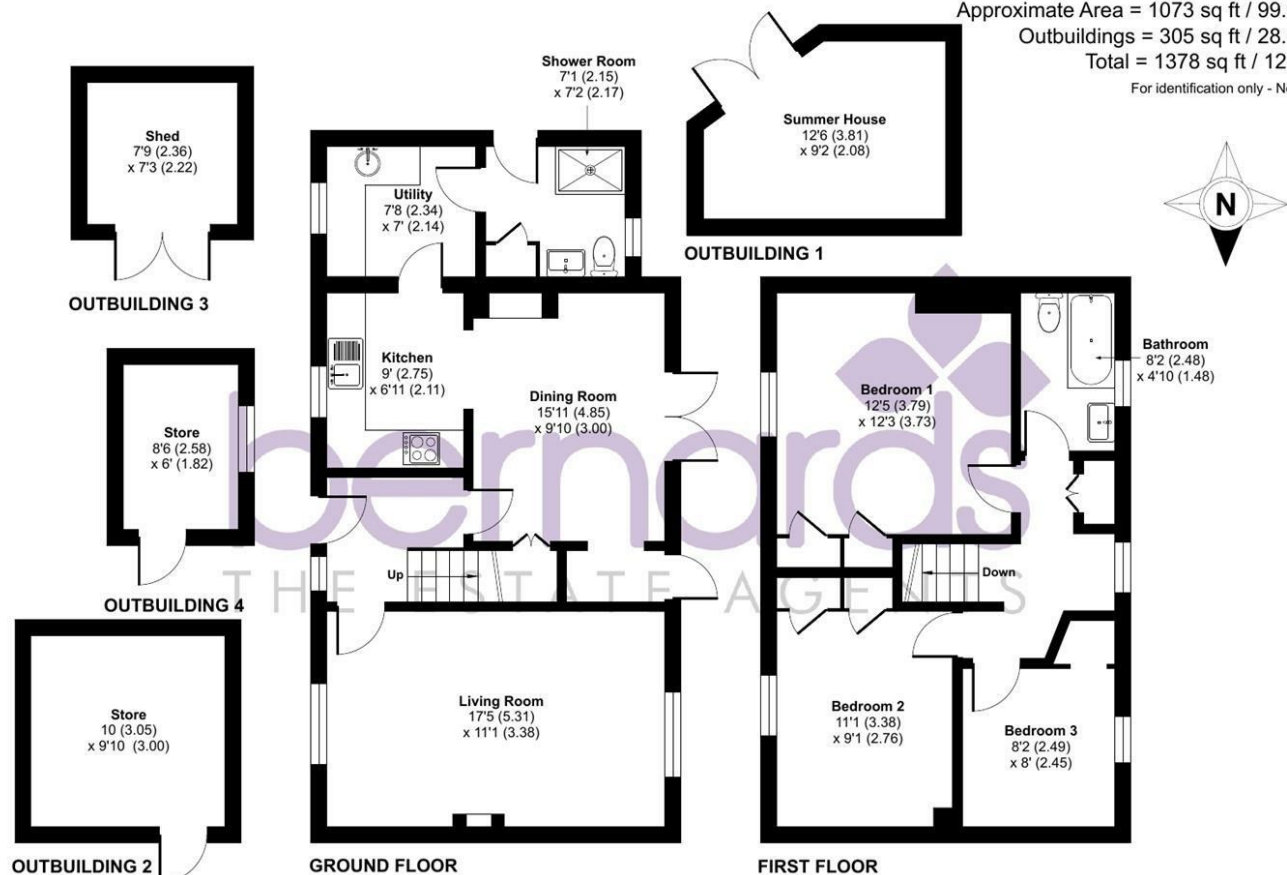 Approximate Area = 1073 sq ft / 99.
Outbuildings = 305 sq ft / 28.
Total = 1378 sq ft / 12
For identification only - N
Shower Room
7'1 (2.15)
x 7'2 (2.17)
Summer House
12'6 (3.81)
x 9'2 (2.08)
OUTBUILDING 1
N
Shed
7'9 (2.36)
x 7'3 (2.22)
OUTBUILDING 3
Utility
7'8 (2.34)
x 7' (2.14)
Kitchen
9' (2.75)
x 6'11 (2.11)
Dining Room
15'11 (4.85)
x 9'10 (3.00)
Bedroom 1
12'5 (3.79)
x 12'3 (3.73)
Bathroom
8'2 (2.48)
x 4'10 (1.48)
Store
8'6 (2.58)
x 6' (1.82)
OUTBUILDING 4
bernards
THE ESTATE AGENTS
Up
Down
Store
10 (3.05)
x 9'10 (3.00)
OUTBUILDING 2
Living Room
17'5 (5.31)
x 11'1 (3.38)
GROUND FLOOR
Bedroom 2
11'1 (3.38)
x 9'1 (2.76)
Bedroom 3
8'2 (2.49)
x 8' (2.45)
FIRST FLOOR